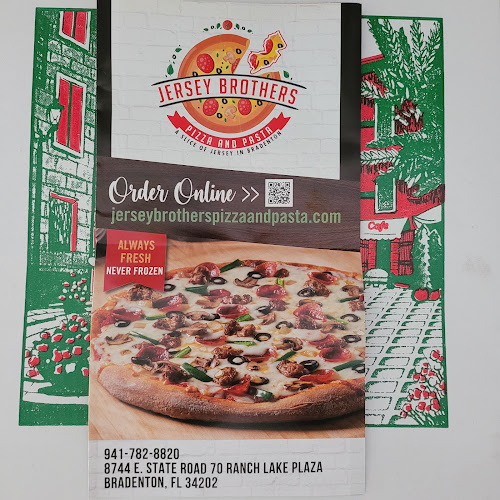 JERSEY BROTHERS
PIZZA AND PASTA
A SLICE OF JERSEY IN BRADENTON
Order Online >>
jerseybrotherspizzaandpasta.com
ALWAYS
FRESH
NEVER FROZEN
Cafe
941-782-8820
8744 E. STATE ROAD 70 RANCH LAKE PLAZA
BRADENTON, FL 34202